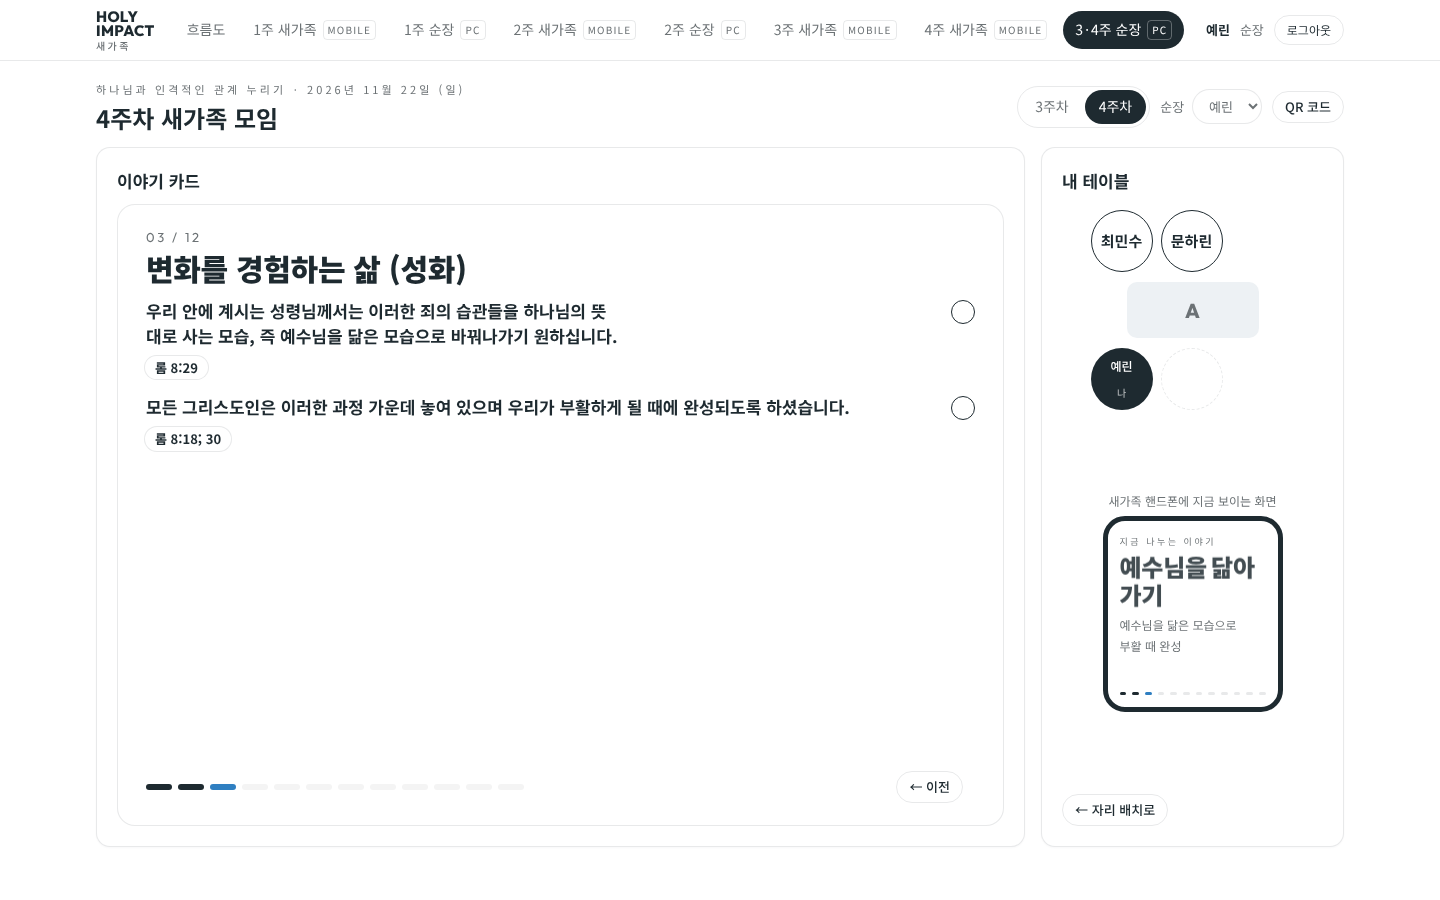 HOLY
IMPACT
새가족
흐름도
1주 새가족 MOBILE
1주 순장 PC
2주 새가족 MOBILE
2주 순장 PC
3주 새가족 MOBILE
4주 새가족 MOBILE
3·4주 순장 PC
예린 순장
로그아웃
하나님과 인격적인 관계 누리기 · 2026년 11월 22일 (일)
4주차 새가족 모임
3주차
4주차
순장
예린
QR 코드
이야기 카드
03 / 12
변화를 경험하는 삶 (성화)
우리 안에 계시는 성령님께서는 이러한 죄의 습관들을 하나님의 뜻
대로 사는 모습, 즉 예수님을 닮은 모습으로 바꿔나가기 원하십니다.
롬 8:29
모든 그리스도인은 이러한 과정 가운데 놓여 있으며 우리가 부활하게 될 때에 완성되도록 하셨습니다.
롬 8:18; 30
← 이전
내 테이블
최민수
문하린
A
예린
나
새가족 핸드폰에 지금 보이는 화면
지금 나누는 이야기
예수님을 닮아
가기
예수님을 닮은 모습으로
부활 때 완성
← 자리 배치로